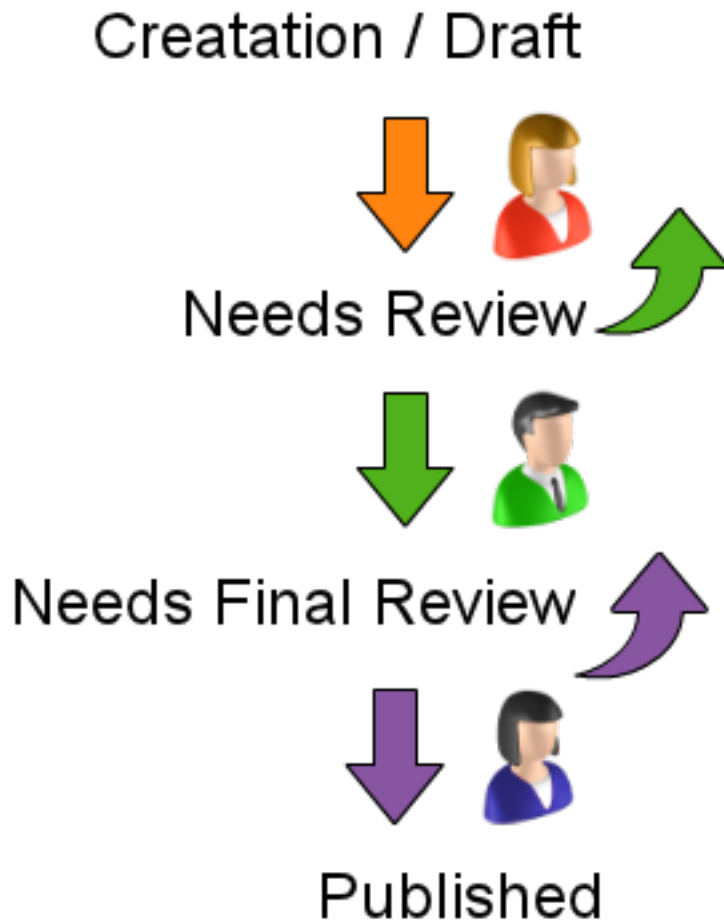 Creatation / Draft
Needs Review
Needs Final Review
Published